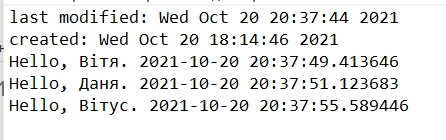 last modified: Wed Oct 20 20:37:44 2021
created: Wed Oct 20 18:14:46 2021
Hello, Вітя. 2021-10-20 20:37:49.413646
Hello, Даня. 2021-10-20 20:37:51.123683
Hello, Вітус. 2021-10-20 20:37:55.589446